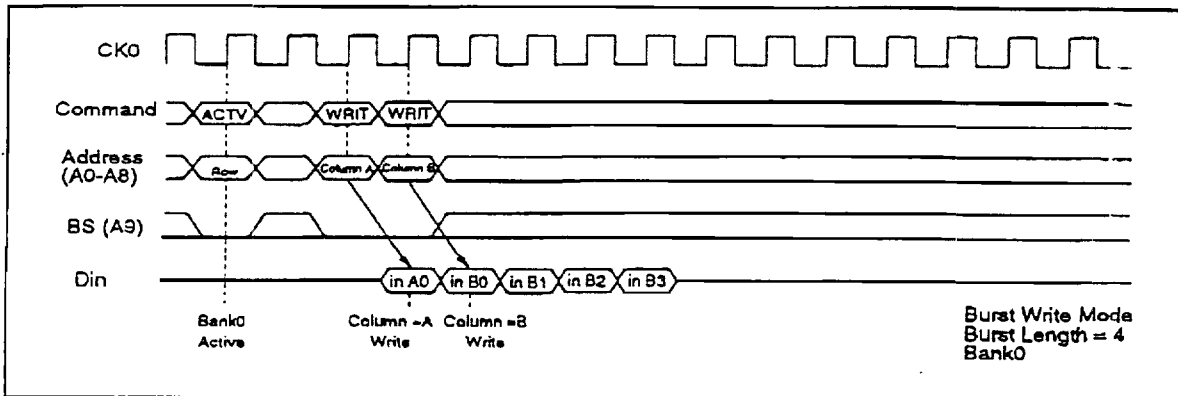 CK0
Command ACTV WRIT WRIT
Address
(A0-A8) Row Column A Column B
BS (A9)
Din in A0 in B0 in B1 in B2 in B3
Bank0 Column =A Column =B
Active Write Write
Burst Write Mode
Burst Length = 4
Bank0